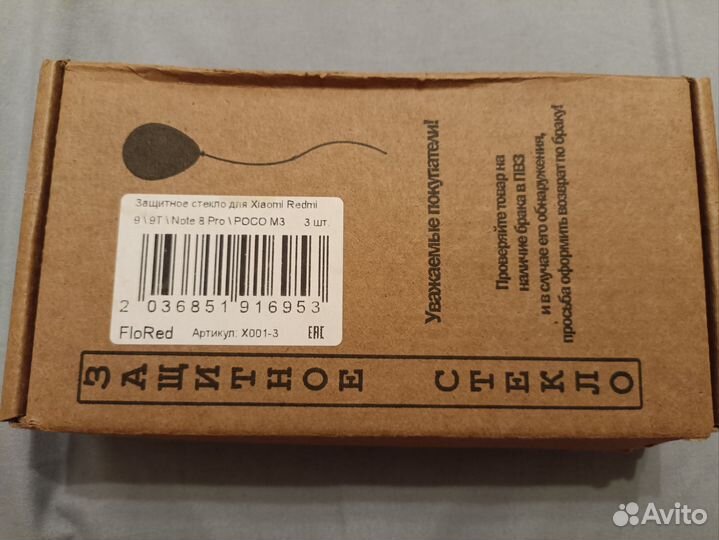 Защитное стекло для Xiaomi Redmi
9 \ 9T \ Note 8 Pro \ POCO M3 3 шт.
2 036851 916953
FloRed Артикул: X001-3 EAC
Уважаемые покупатели!
Проверяйте товар на
наличие брака в ПВЗ
и в случае его обнаружения,
просьба оформить возврат по браку!
ЗАЩИТНОЕ СТЕКЛО
Avito